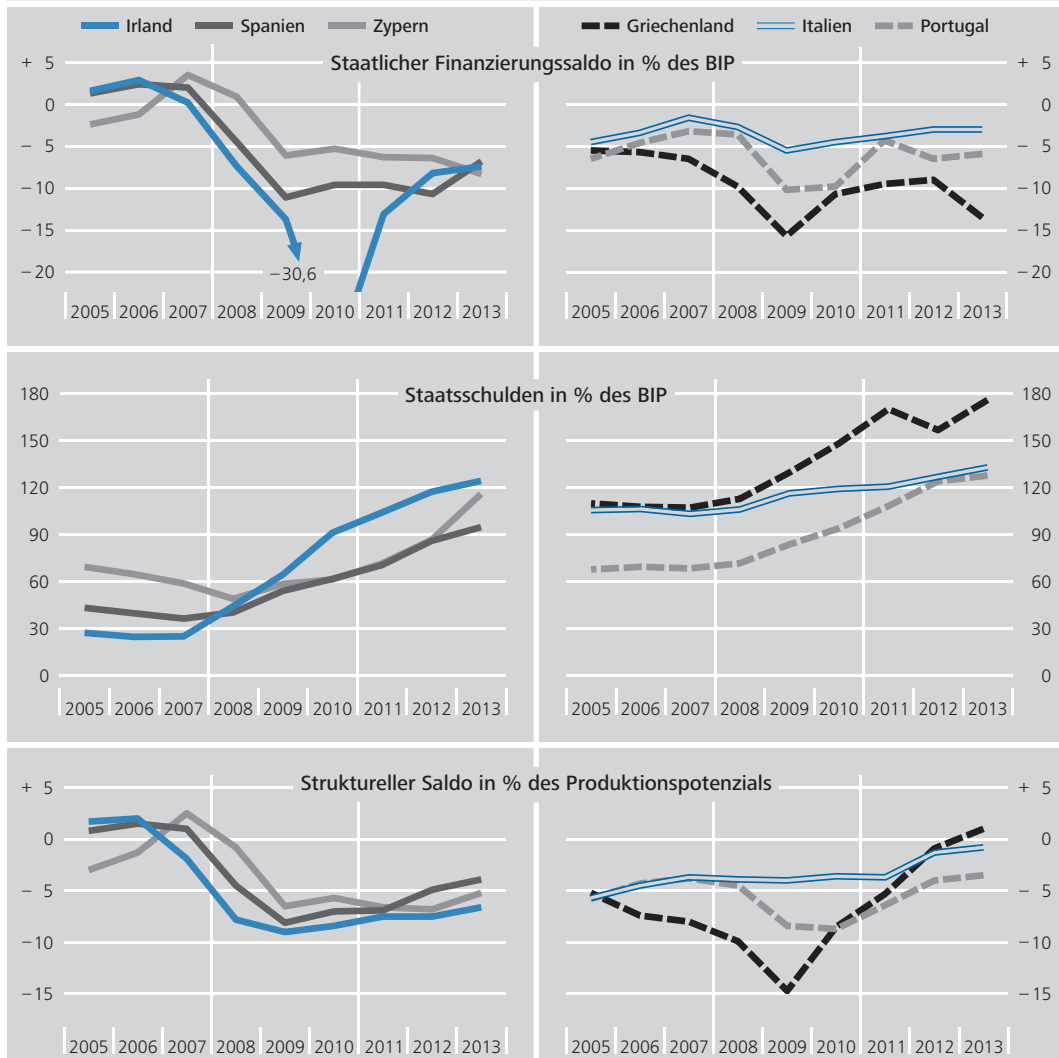 Irland Spanien Zypern Griechenland Italien Portugal
Staatlicher Finanzierungssaldo in % des BIP
+ 5 + 5
0 0
− 5 − 5
−10 −10
−15 −15
−20 −20
−30,6
2005 2006 2007 2008 2009 2010 2011 2012 2013 2005 2006 2007 2008 2009 2010 2011 2012 2013
Staatsschulden in % des BIP
180 180
150 150
120 120
90 90
60 60
30 30
0 0
2005 2006 2007 2008 2009 2010 2011 2012 2013 2005 2006 2007 2008 2009 2010 2011 2012 2013
Struktureller Saldo in % des Produktionspotenzials
+ 5 + 5
0 0
− 5 − 5
−10 −10
−15 −15
2005 2006 2007 2008 2009 2010 2011 2012 2013 2005 2006 2007 2008 2009 2010 2011 2012 2013